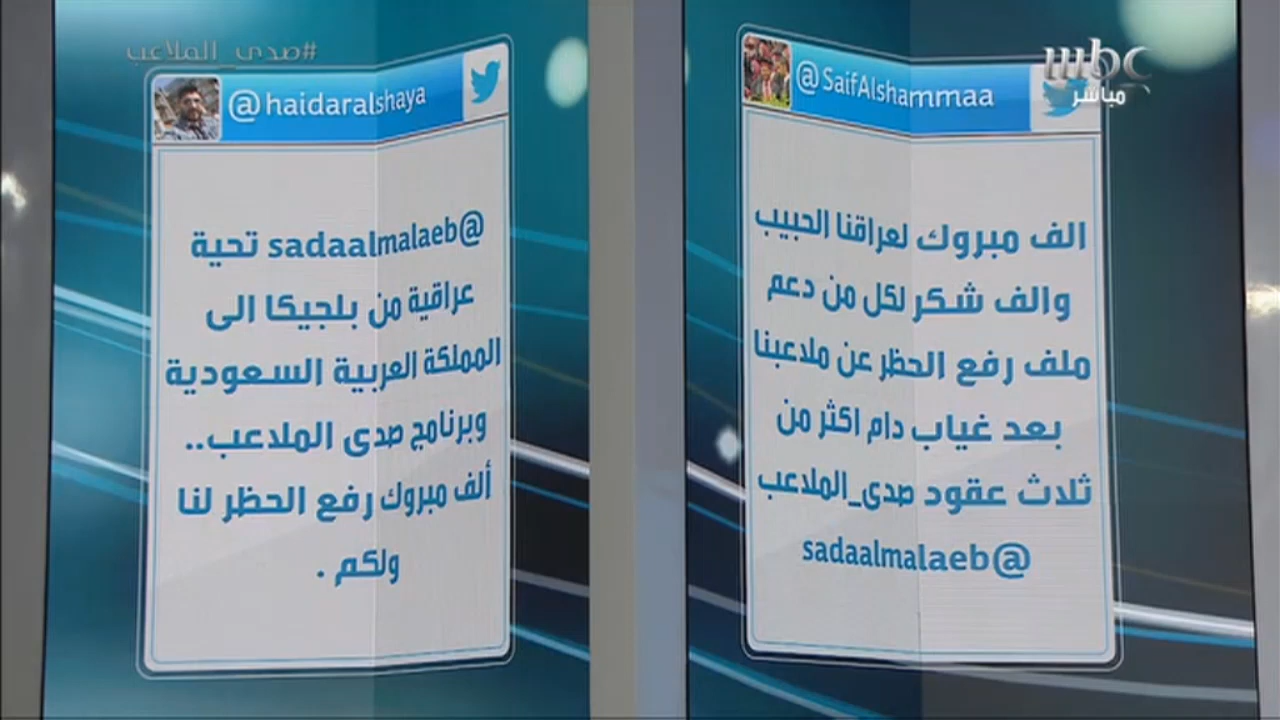 #صدى_الملاعب
mbc
مباشر
@SaifAlshammaa
الف مبروك لعراقنا الحبيب
والف شكر لكل من دعم
ملف رفع الحظر عن ملاعبنا
بعد غياب دام اكثر من
ثلاث عقود صدى_الملاعب
sadaalmalaeb@
@haidaralshaya
@sadaalmalaeb تحية
عراقية من بلجيكا الى
المملكة العربية السعودية
وبرنامج صدى الملاعب..
ألف مبروك رفع الحظر لنا
ولكم .